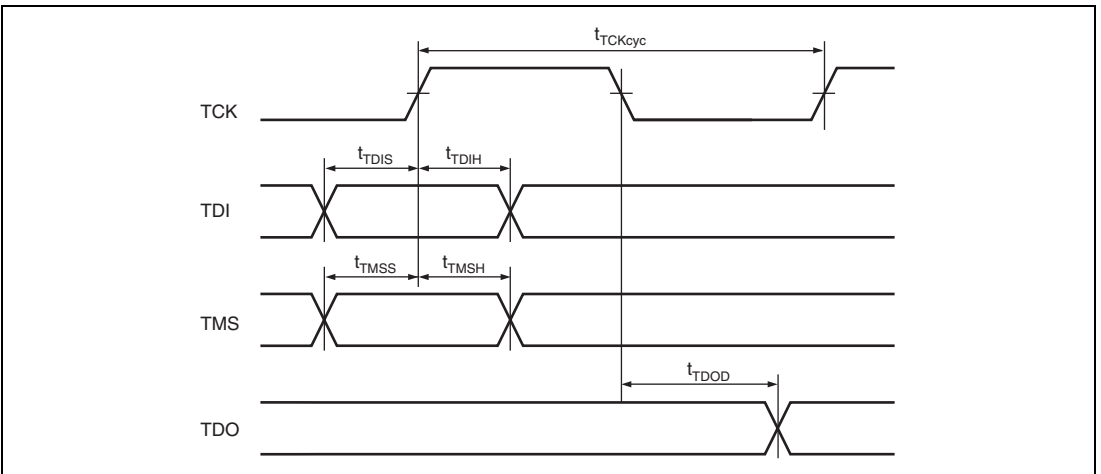 tTCKcyc
TCK
tTDIS tTDIH
TDI
tTMSS tTMSH
TMS
tTDOD
TDO